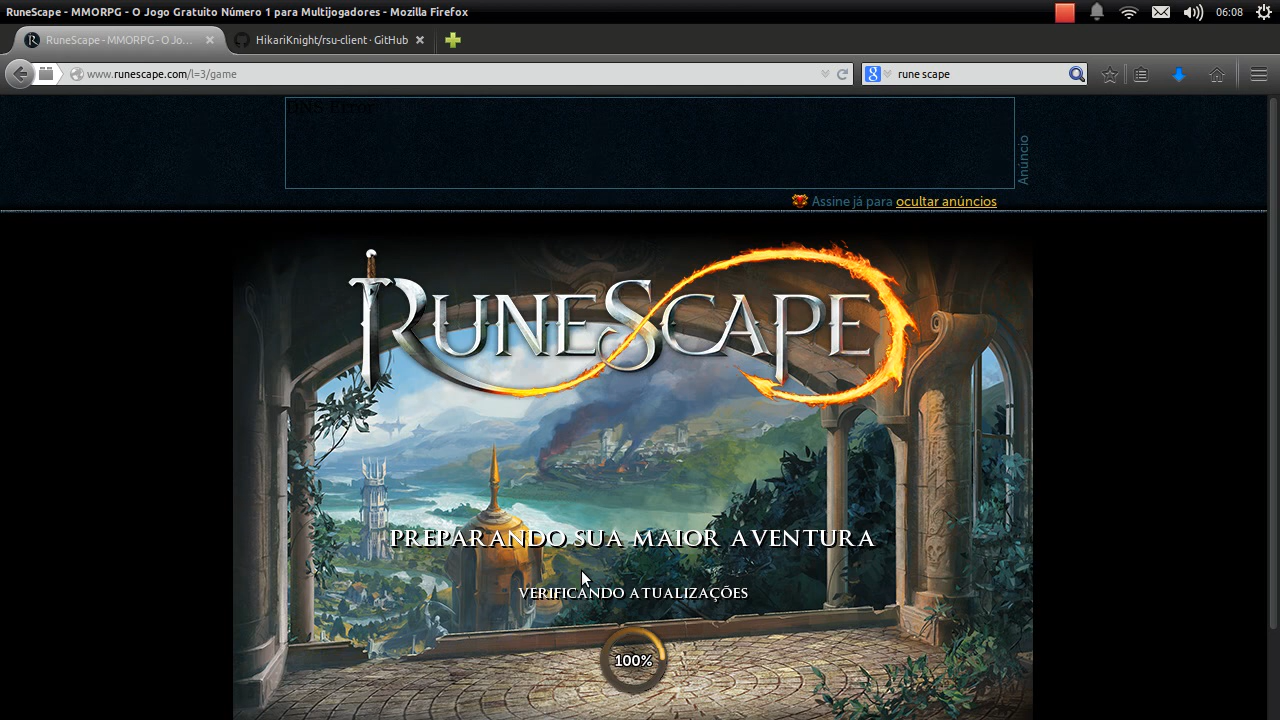 RuneScape - MMORPG - O Jogo Gratuito Número 1 para Multijogadores - Mozilla Firefox
06:08
RuneScape - MMORPG - O Jo...
HikariKnight/rsu-client · GitHub
www.runescape.com/l=3/game
rune scape
DNS Error
Anúncio
Assine já para ocultar anúncios
RUNESCAPE
PREPARANDO SUA MAIOR AVENTURA
VERIFICANDO ATUALIZAÇÕES
100%